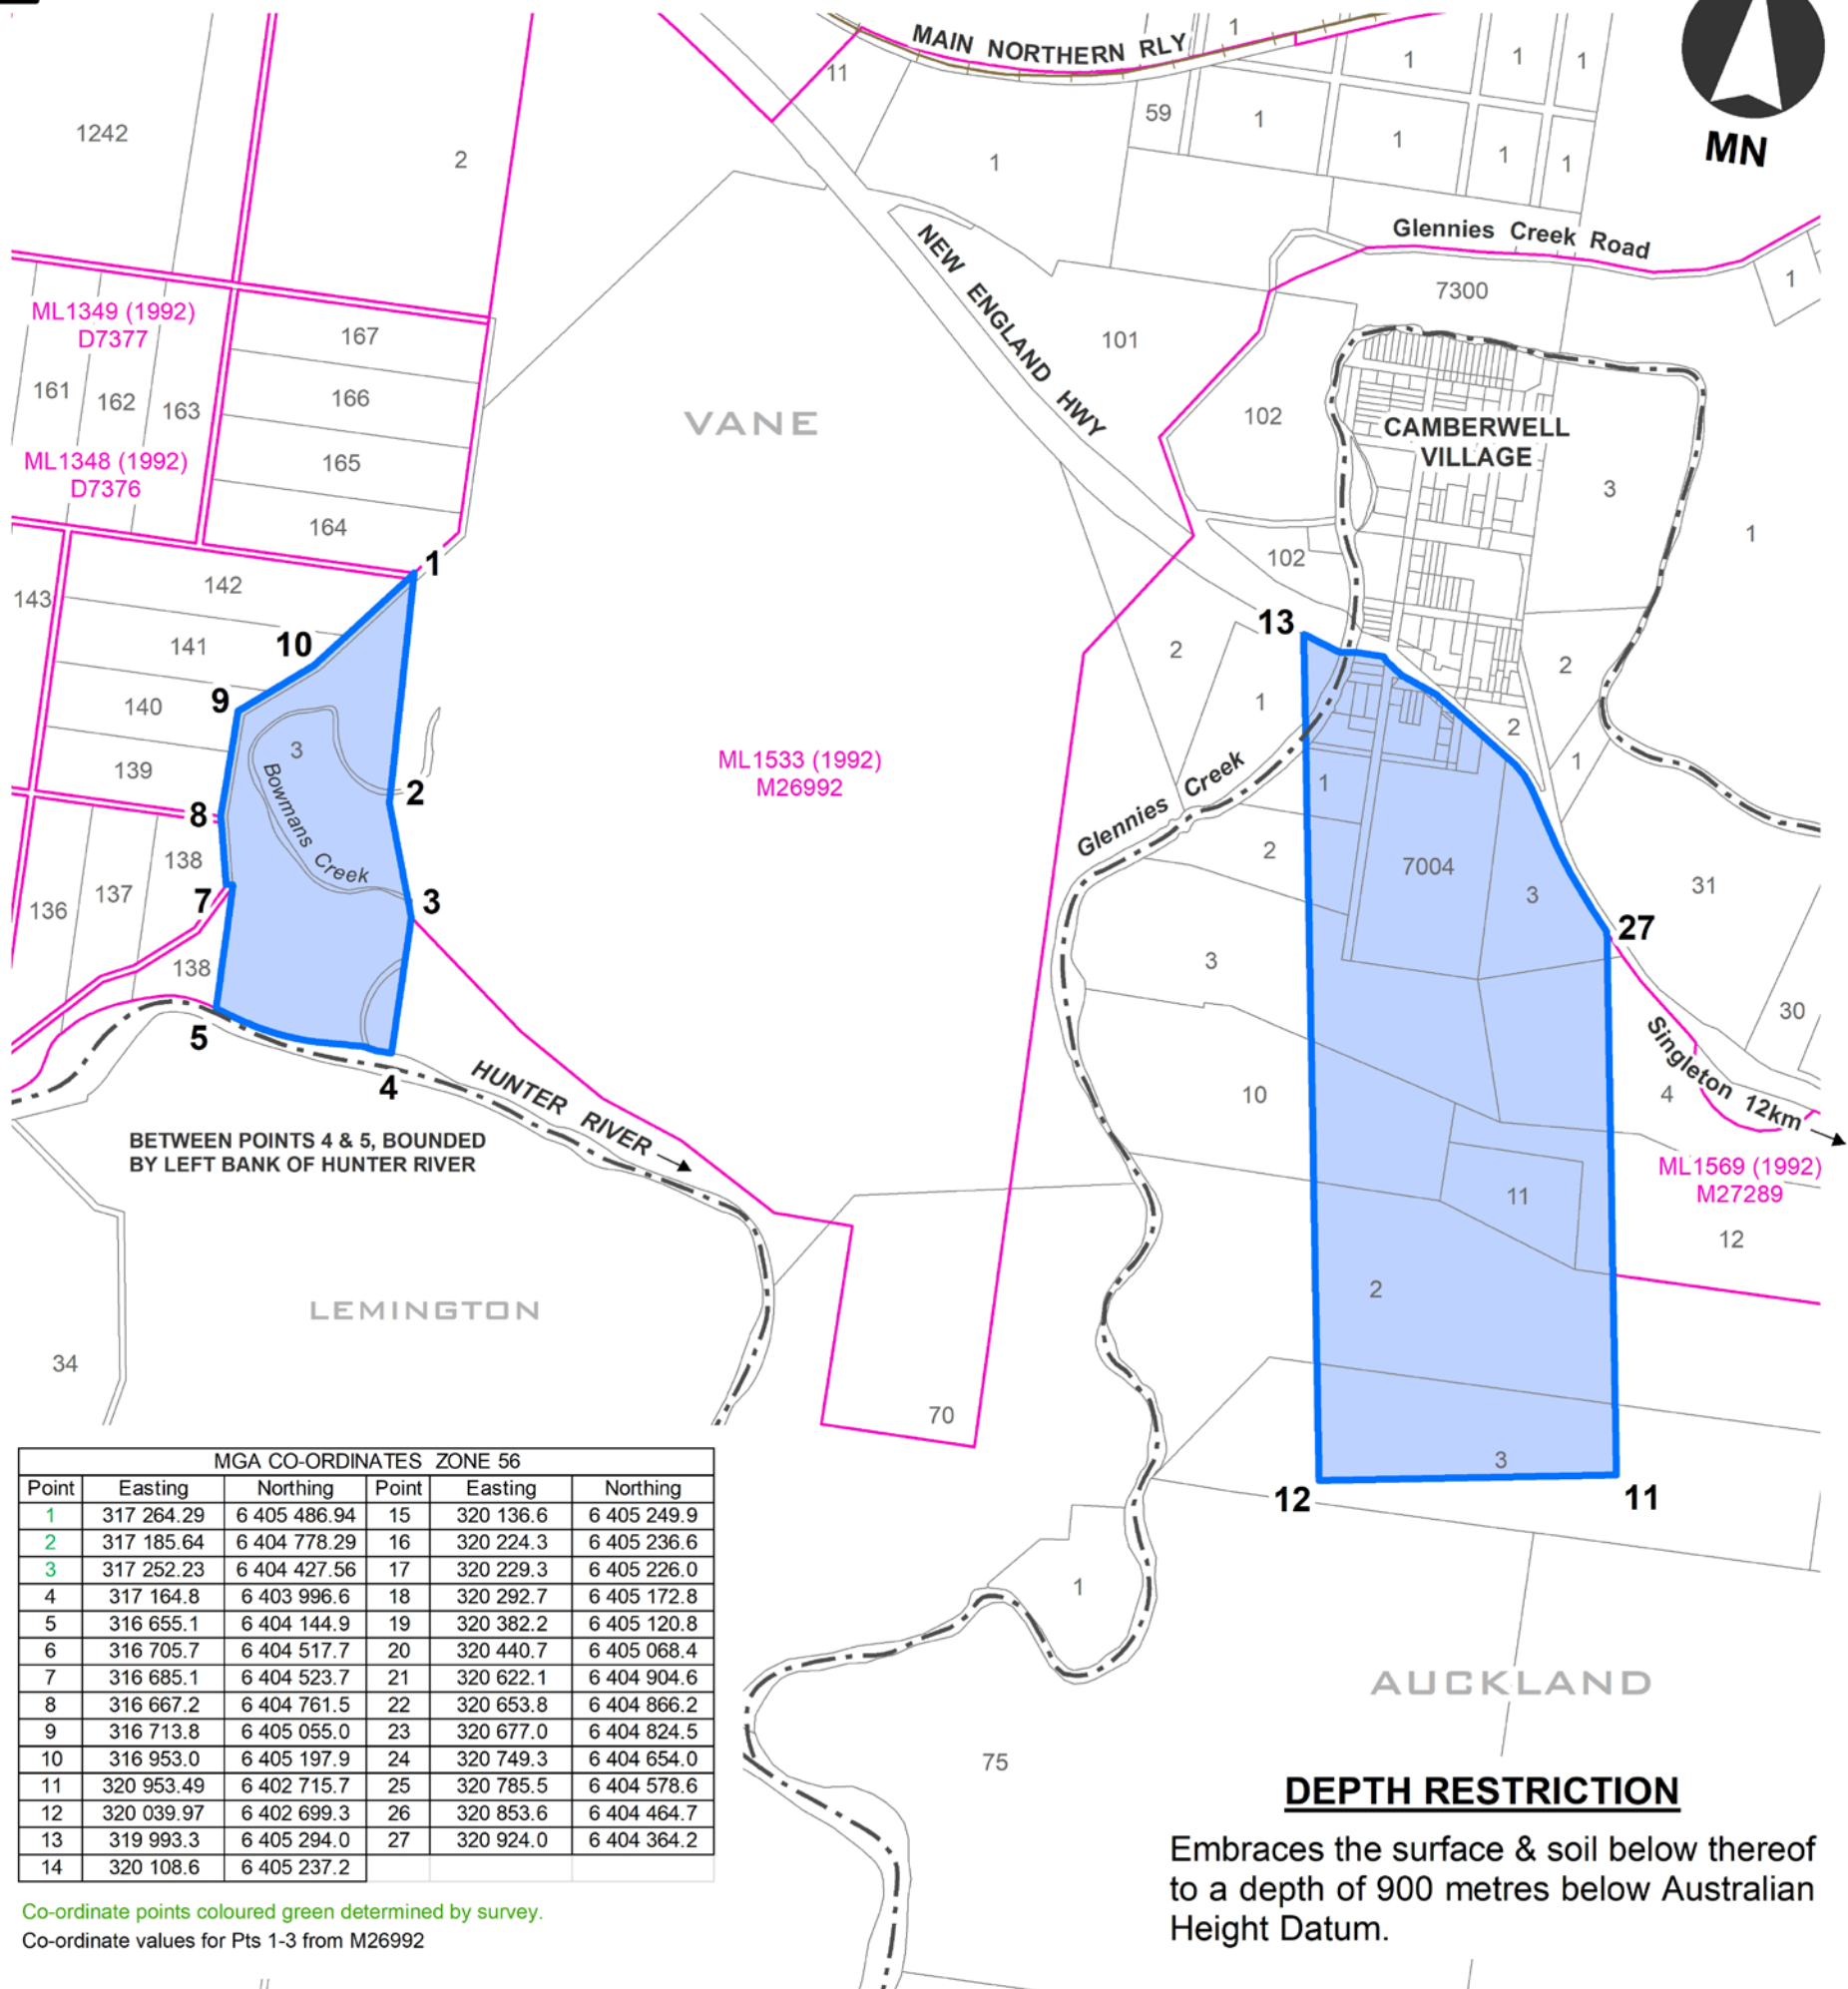 MAIN NORTHERN RLY
1
1
1
1
11
59
1
1
1
1
1
MN
1242
2
Glennies Creek Road
1
7300
NEW ENGLAND HWY
101
102
ML1349 (1992)
D7377
167
161
162
163
166
VANE
CAMBERWELL
VILLAGE
ML1348 (1992)
D7376
165
3
164
1
102
1
142
143
13
10
141
2
2
9
140
1
2
3
139
ML1533 (1992)
M26992
1
1
Bowmans Creek
2
8
Glennies Creek
138
2
7004
3
31
137
136
7
3
27
138
3
30
5
4
Singleton 12km
HUNTER RIVER
10
4
BETWEEN POINTS 4 & 5, BOUNDED
BY LEFT BANK OF HUNTER RIVER
ML1569 (1992)
M27289
11
12
2
LEMINGTON
34
70
3
12
11
MGA CO-ORDINATES ZONE 56
Point Easting Northing Point Easting Northing
1 317 264.29 6 405 486.94 15 320 136.6 6 405 249.9
2 317 185.64 6 404 778.29 16 320 224.3 6 405 236.6
3 317 252.23 6 404 427.56 17 320 229.3 6 405 226.0
4 317 164.8 6 403 996.6 18 320 292.7 6 405 172.8
5 316 655.1 6 404 144.9 19 320 382.2 6 405 120.8
6 316 705.7 6 404 517.7 20 320 440.7 6 405 068.4
7 316 685.1 6 404 523.7 21 320 622.1 6 404 904.6
8 316 667.2 6 404 761.5 22 320 653.8 6 404 866.2
9 316 713.8 6 405 055.0 23 320 677.0 6 404 824.5
10 316 953.0 6 405 197.9 24 320 749.3 6 404 654.0
11 320 953.49 6 402 715.7 25 320 785.5 6 404 578.6
12 320 039.97 6 402 699.3 26 320 853.6 6 404 464.7
13 319 993.3 6 405 294.0 27 320 924.0 6 404 364.2
14 320 108.6 6 405 237.2
Co-ordinate points coloured green determined by survey.
Co-ordinate values for Pts 1-3 from M26992
1
AUCKLAND
75
DEPTH RESTRICTION
Embraces the surface & soil below thereof
to a depth of 900 metres below Australian
Height Datum.